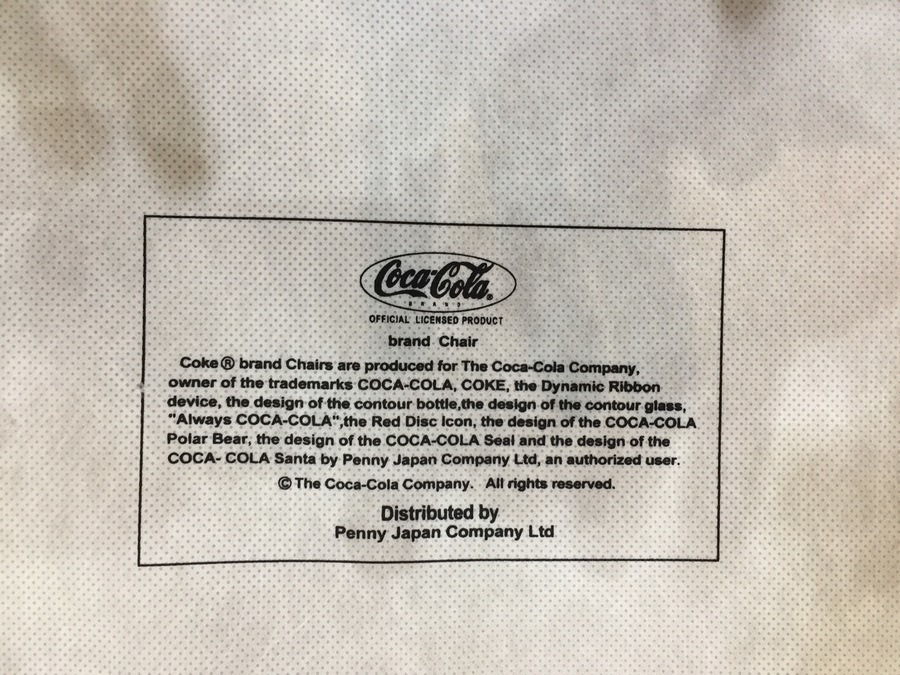 Coca-Cola®
BRAND
OFFICIAL LICENSED PRODUCT
brand Chair
Coke® brand Chairs are produced for The Coca-Cola Company,
owner of the trademarks COCA-COLA, COKE, the Dynamic Ribbon
device, the design of the contour bottle,the design of the contour glass,
"Always COCA-COLA",the Red Disc Icon, the design of the COCA-COLA
Polar Bear, the design of the COCA-COLA Seal and the design of the
COCA- COLA Santa by Penny Japan Company Ltd, an authorized user.
© The Coca-Cola Company. All rights reserved.
Distributed by
Penny Japan Company Ltd